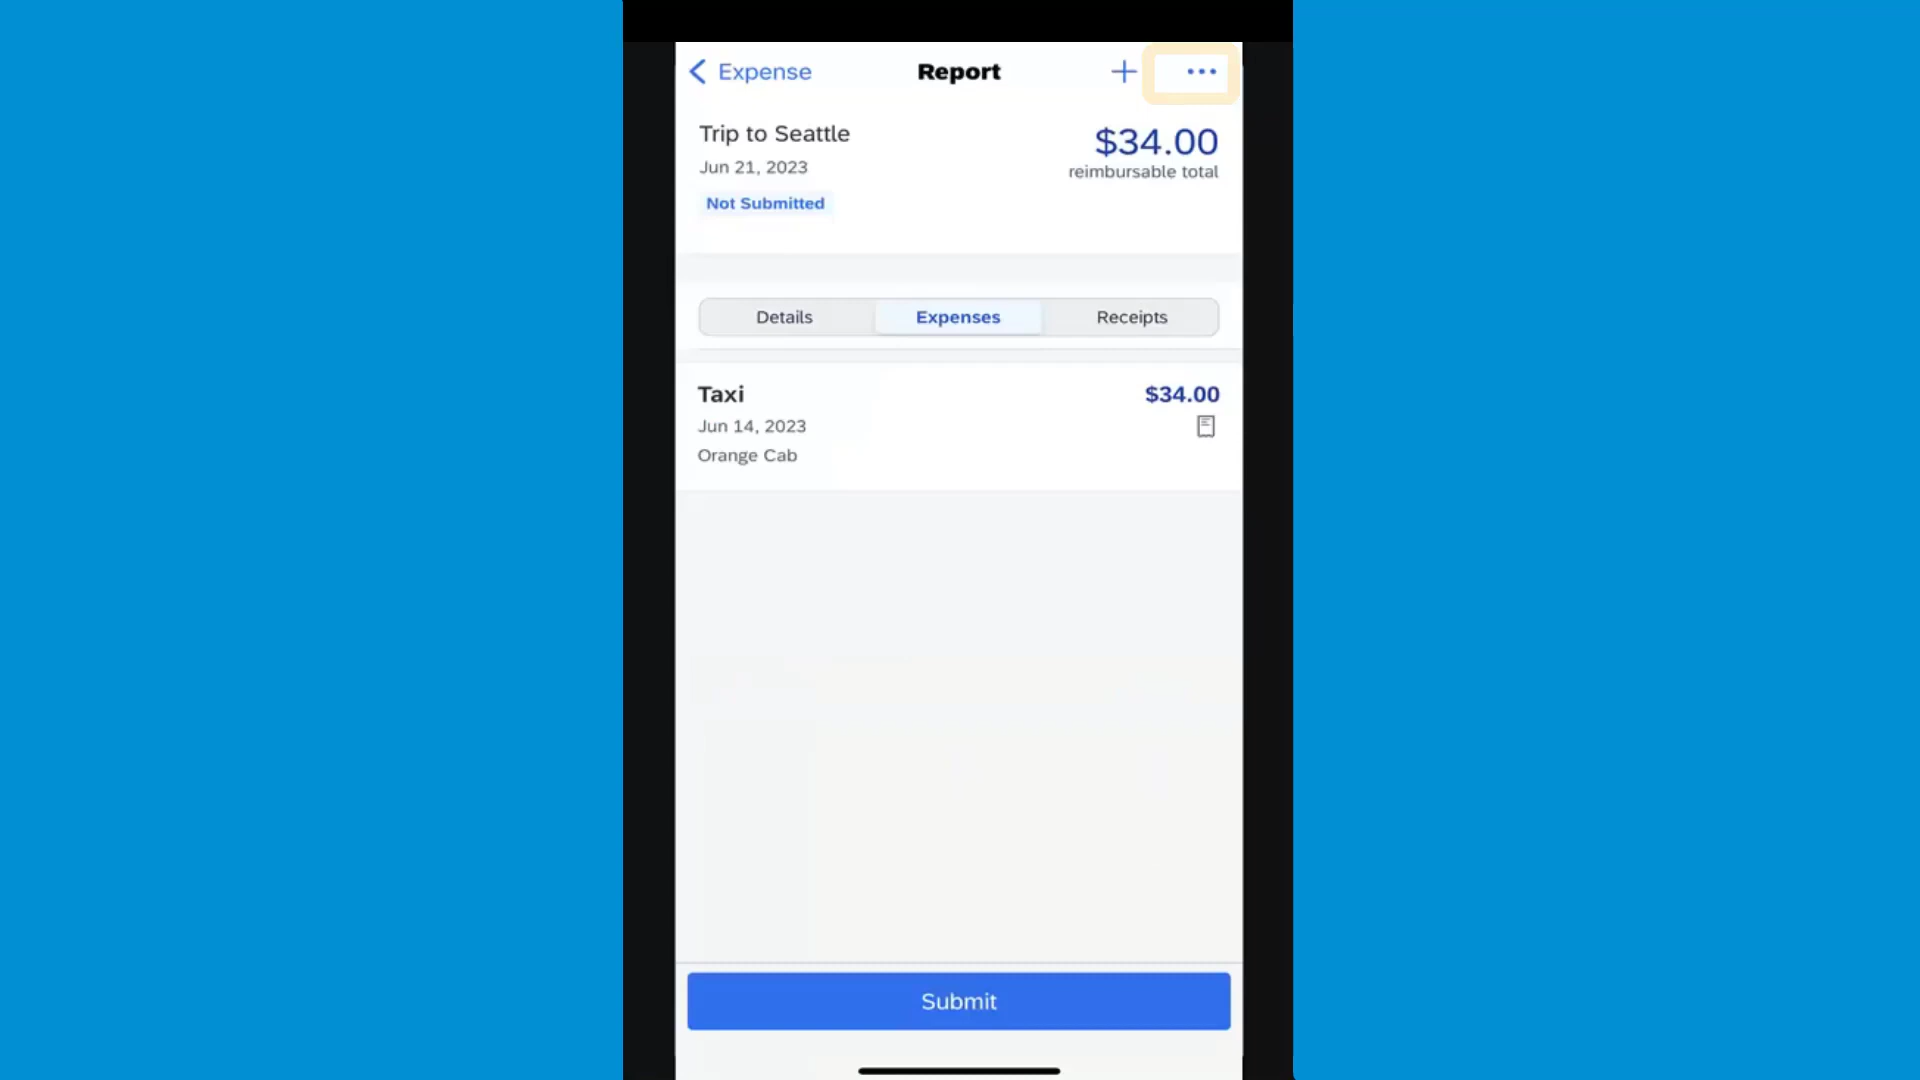 Expense
Report
Trip to Seattle
$34.00
Jun 21, 2023
reimbursable total
Not Submitted
Details
Expenses
Receipts
Taxi
$34.00
Jun 14, 2023
Orange Cab
Submit